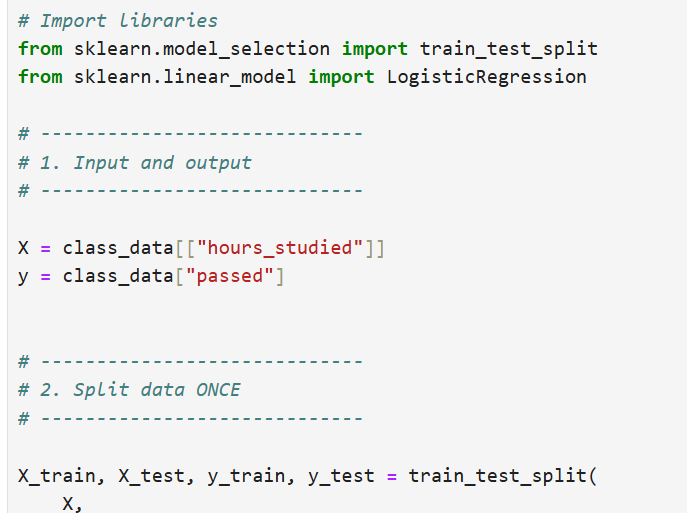 # Import libraries
from sklearn.model_selection import train_test_split
from sklearn.linear_model import LogisticRegression
# -----------------------------
# 1. Input and output
# -----------------------------
X = class_data[["hours_studied"]]
y = class_data["passed"]
# -----------------------------
# 2. Split data ONCE
# -----------------------------
X_train, X_test, y_train, y_test = train_test_split(
    X,